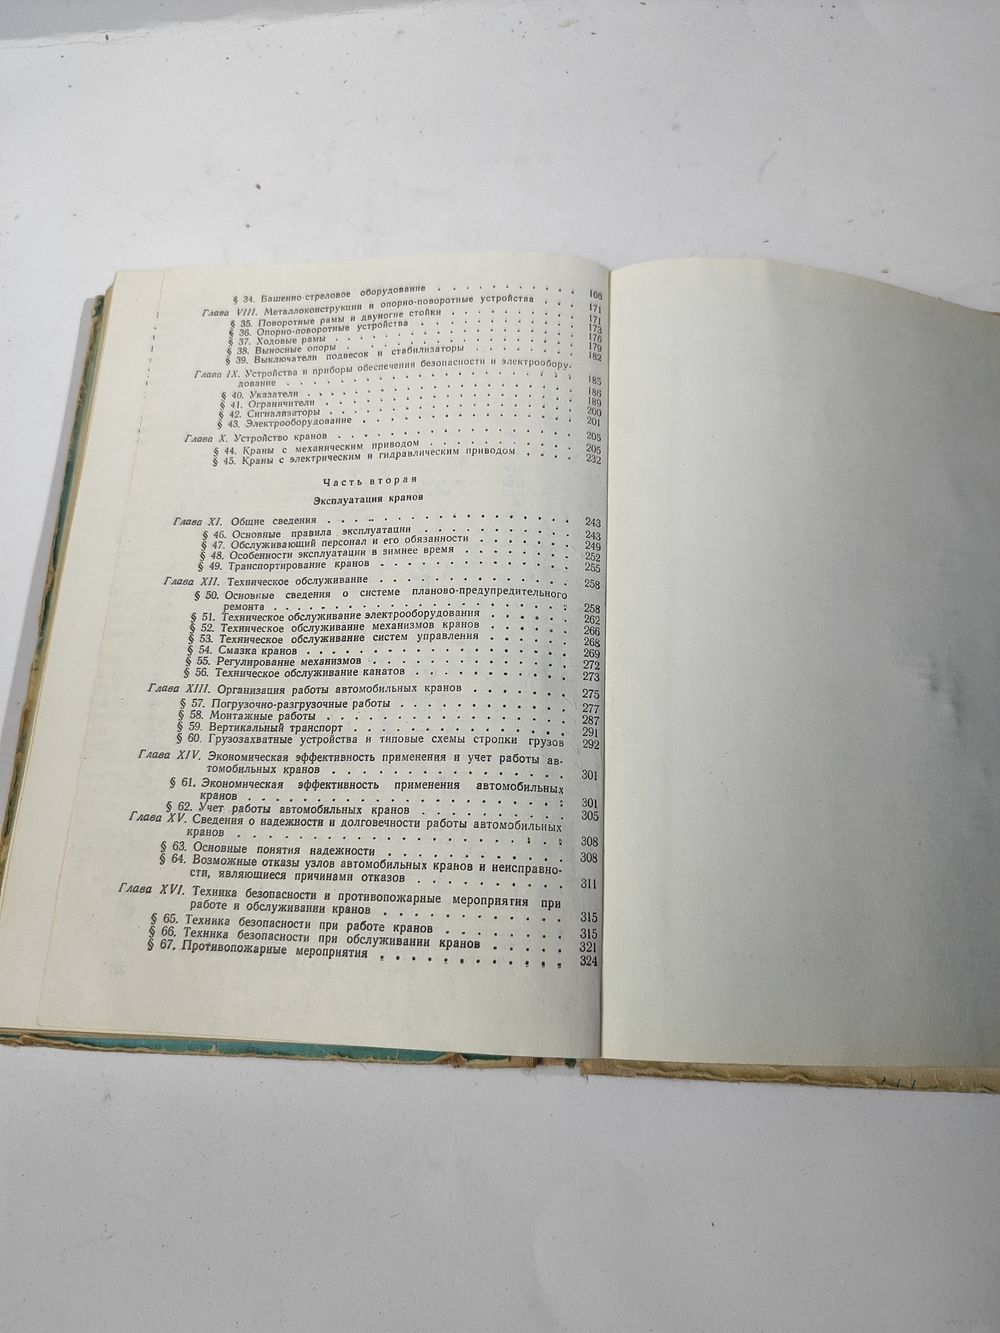 § 34. Башенно-стреловое оборудование . . . . . . . . . . 166
Глава VIII. Металлоконструкции и опорно-поворотные устройства . . . 171
§ 35. Поворотные рамы и двуногие стойки . . . . . . . . . 171
§ 36. Опорно-поворотные устройства . . . . . . . . . . . 173
§ 37. Ходовые рамы . . . . . . . . . . . . . . . . . 176
§ 38. Выносные опоры . . . . . . . . . . . . . . . . 179
§ 39. Выключатели подвесок и стабилизаторы . . . . . . . . 182
Глава IX. Устройства и приборы обеспечения безопасности и электрообору-
дование . . . . . . . . . . . . . . . . . . . . 185
§ 40. Указатели . . . . . . . . . . . . . . . . . . 186
§ 41. Ограничители . . . . . . . . . . . . . . . . . 189
§ 42. Сигнализаторы . . . . . . . . . . . . . . . . . 200
§ 43. Электрооборудование . . . . . . . . . . . . . . . 201
Глава X. Устройство кранов . . . . . . . . . . . . . . . 205
§ 44. Краны с механическим приводом . . . . . . . . . . 205
§ 45. Краны с электрическим и гидравлическим приводом . . . . 232
Часть вторая
Эксплуатация кранов
Глава XI. Общие сведения . . . . . . . . . . . . . . . . 243
§ 46. Основные правила эксплуатации . . . . . . . . . . 243
§ 47. Обслуживающий персонал и его обязанности . . . . . . 249
§ 48. Особенности эксплуатации в зимнее время . . . . . . . 252
§ 49. Транспортирование кранов . . . . . . . . . . . . . 255
Глава XII. Техническое обслуживание . . . . . . . . . . . . 258
§ 50. Основные сведения о системе планово-предупредительного
ремонта . . . . . . . . . . . . . . . . . . . 258
§ 51. Техническое обслуживание электрооборудования . . . . . 262
§ 52. Техническое обслуживание механизмов кранов . . . . . . 266
§ 53. Техническое обслуживание систем управления . . . . . . 268
§ 54. Смазка кранов . . . . . . . . . . . . . . . . . 269
§ 55. Регулирование механизмов . . . . . . . . . . . . . 272
§ 56. Техническое обслуживание канатов . . . . . . . . . . 273
Глава XIII. Организация работы автомобильных кранов . . . . . . . 275
§ 57. Погрузочно-разгрузочные работы . . . . . . . . . . . 277
§ 58. Монтажные работы . . . . . . . . . . . . . . . . 287
§ 59. Вертикальный транспорт . . . . . . . . . . . . . . 291
§ 60. Грузозахватные устройства и типовые схемы стропки грузов 292
Глава XIV. Экономическая эффективность применения и учет работы ав-
томобильных кранов . . . . . . . . . . . . . . . . 301
§ 61. Экономическая эффективность применения автомобильных
кранов . . . . . . . . . . . . . . . . . . . . 301
§ 62. Учет работы автомобильных кранов . . . . . . . . . . 305
Глава XV. Сведения о надежности и долговечности работы автомобильных
кранов . . . . . . . . . . . . . . . . . . . . 308
§ 63. Основные понятия надежности . . . . . . . . . . . . 308
§ 64. Возможные отказы узлов автомобильных кранов и неисправно-
сти, являющиеся причинами отказов . . . . . . . . . . 311
Глава XVI. Техника безопасности и противопожарные мероприятия при
работе и обслуживании кранов . . . . . . . . . . . . 315
§ 65. Техника безопасности при работе кранов . . . . . . . . 315
§ 66. Техника безопасности при обслуживании кранов . . . . . 321
§ 67. Противопожарные мероприятия . . . . . . . . . . . . 324